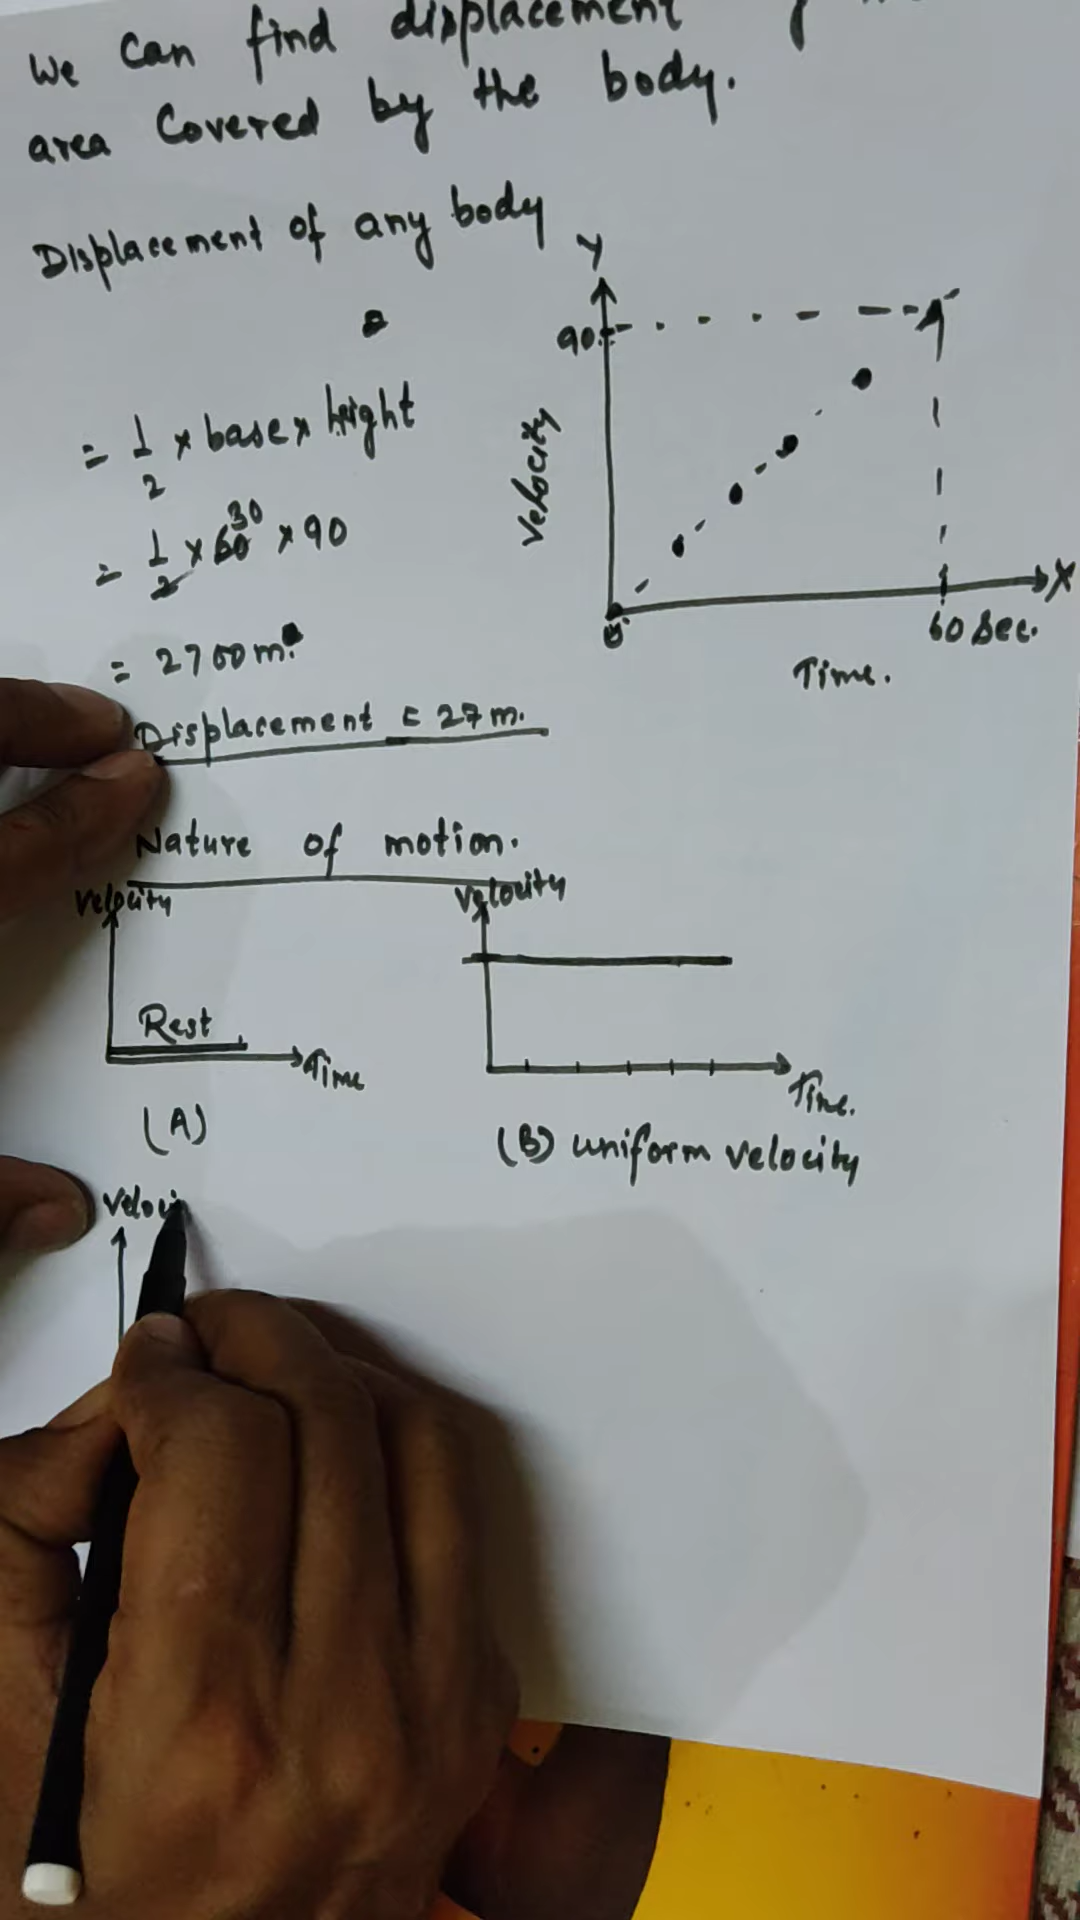 We can find displacement
area Covered by the body.
Displacement of any body
= 1/2 × base × height
= 1/2 × 60 30 × 90
= 2700 m.
Displacement = 27 m.
Y
90
Velocity
0
60 sec.
X
Time.
Nature of motion.
Velocity
Rest
Time
(A)
Velocity
Time.
(B) uniform velocity
Veloci